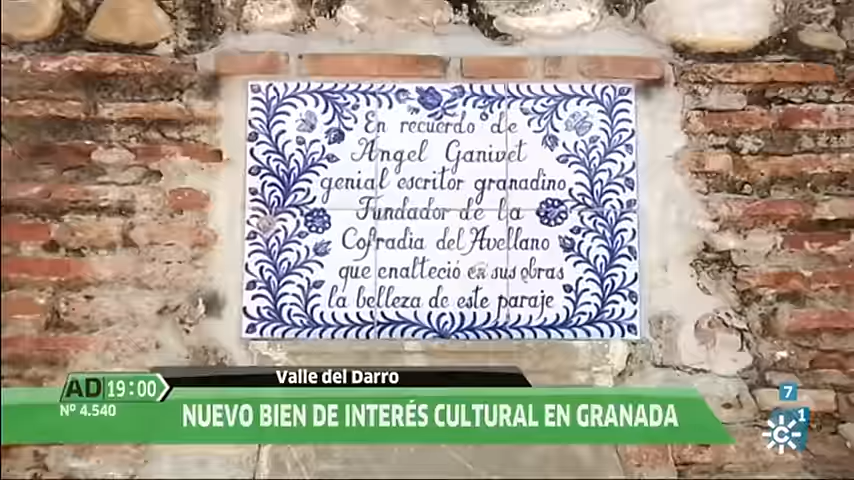 En recuerdo de
Angel Ganivet
genial escritor granadino
Fundador de la
Cofradia del Avellano
que enalteció en sus obras
la belleza de este paraje
Valle del Darro
AD 19:00
Nº 4.540
NUEVO BIEN DE INTERÉS CULTURAL EN GRANADA
7
C 1